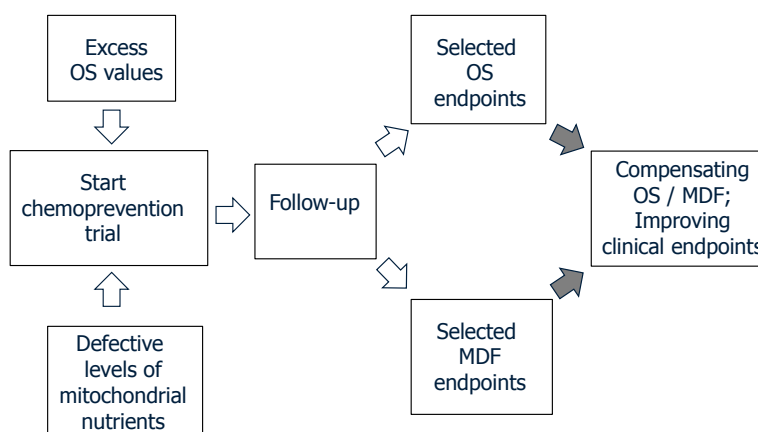 Excess
OS values
Start
chemoprevention
trial
Defective
levels of
mitochondrial
nutrients
Follow-up
Selected
OS
endpoints
Selected
MDF
endpoints
Compensating
OS / MDF;
Improving
clinical endpoints